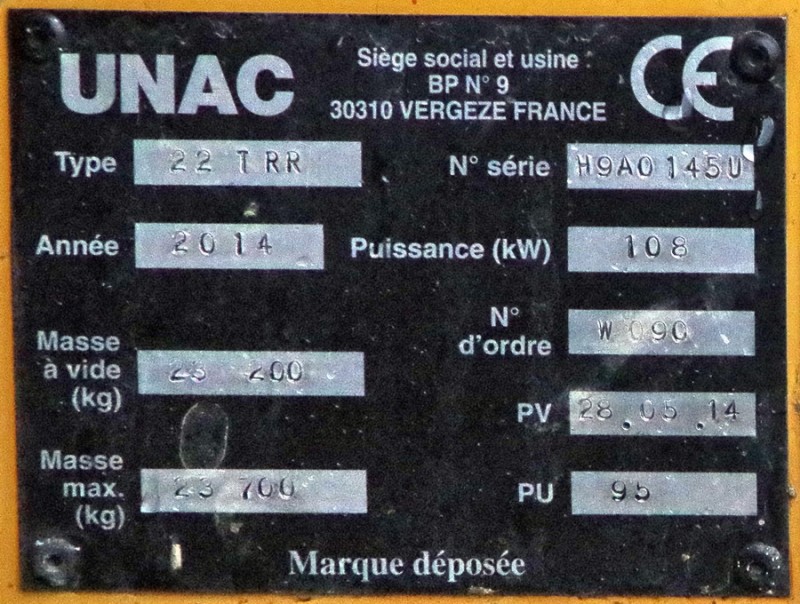 UNAC
Siège social et usine :
BP N° 9
30310 VERGEZE FRANCE
CE
Type 22 TRR
N° série H9A0145U
Année 2014
Puissance (kW) 108
N°
d'ordre W 090
Masse
à vide
(kg) 23 200
PV 28.05.14
Masse
max.
(kg) 23 700
PU 95
Marque déposée